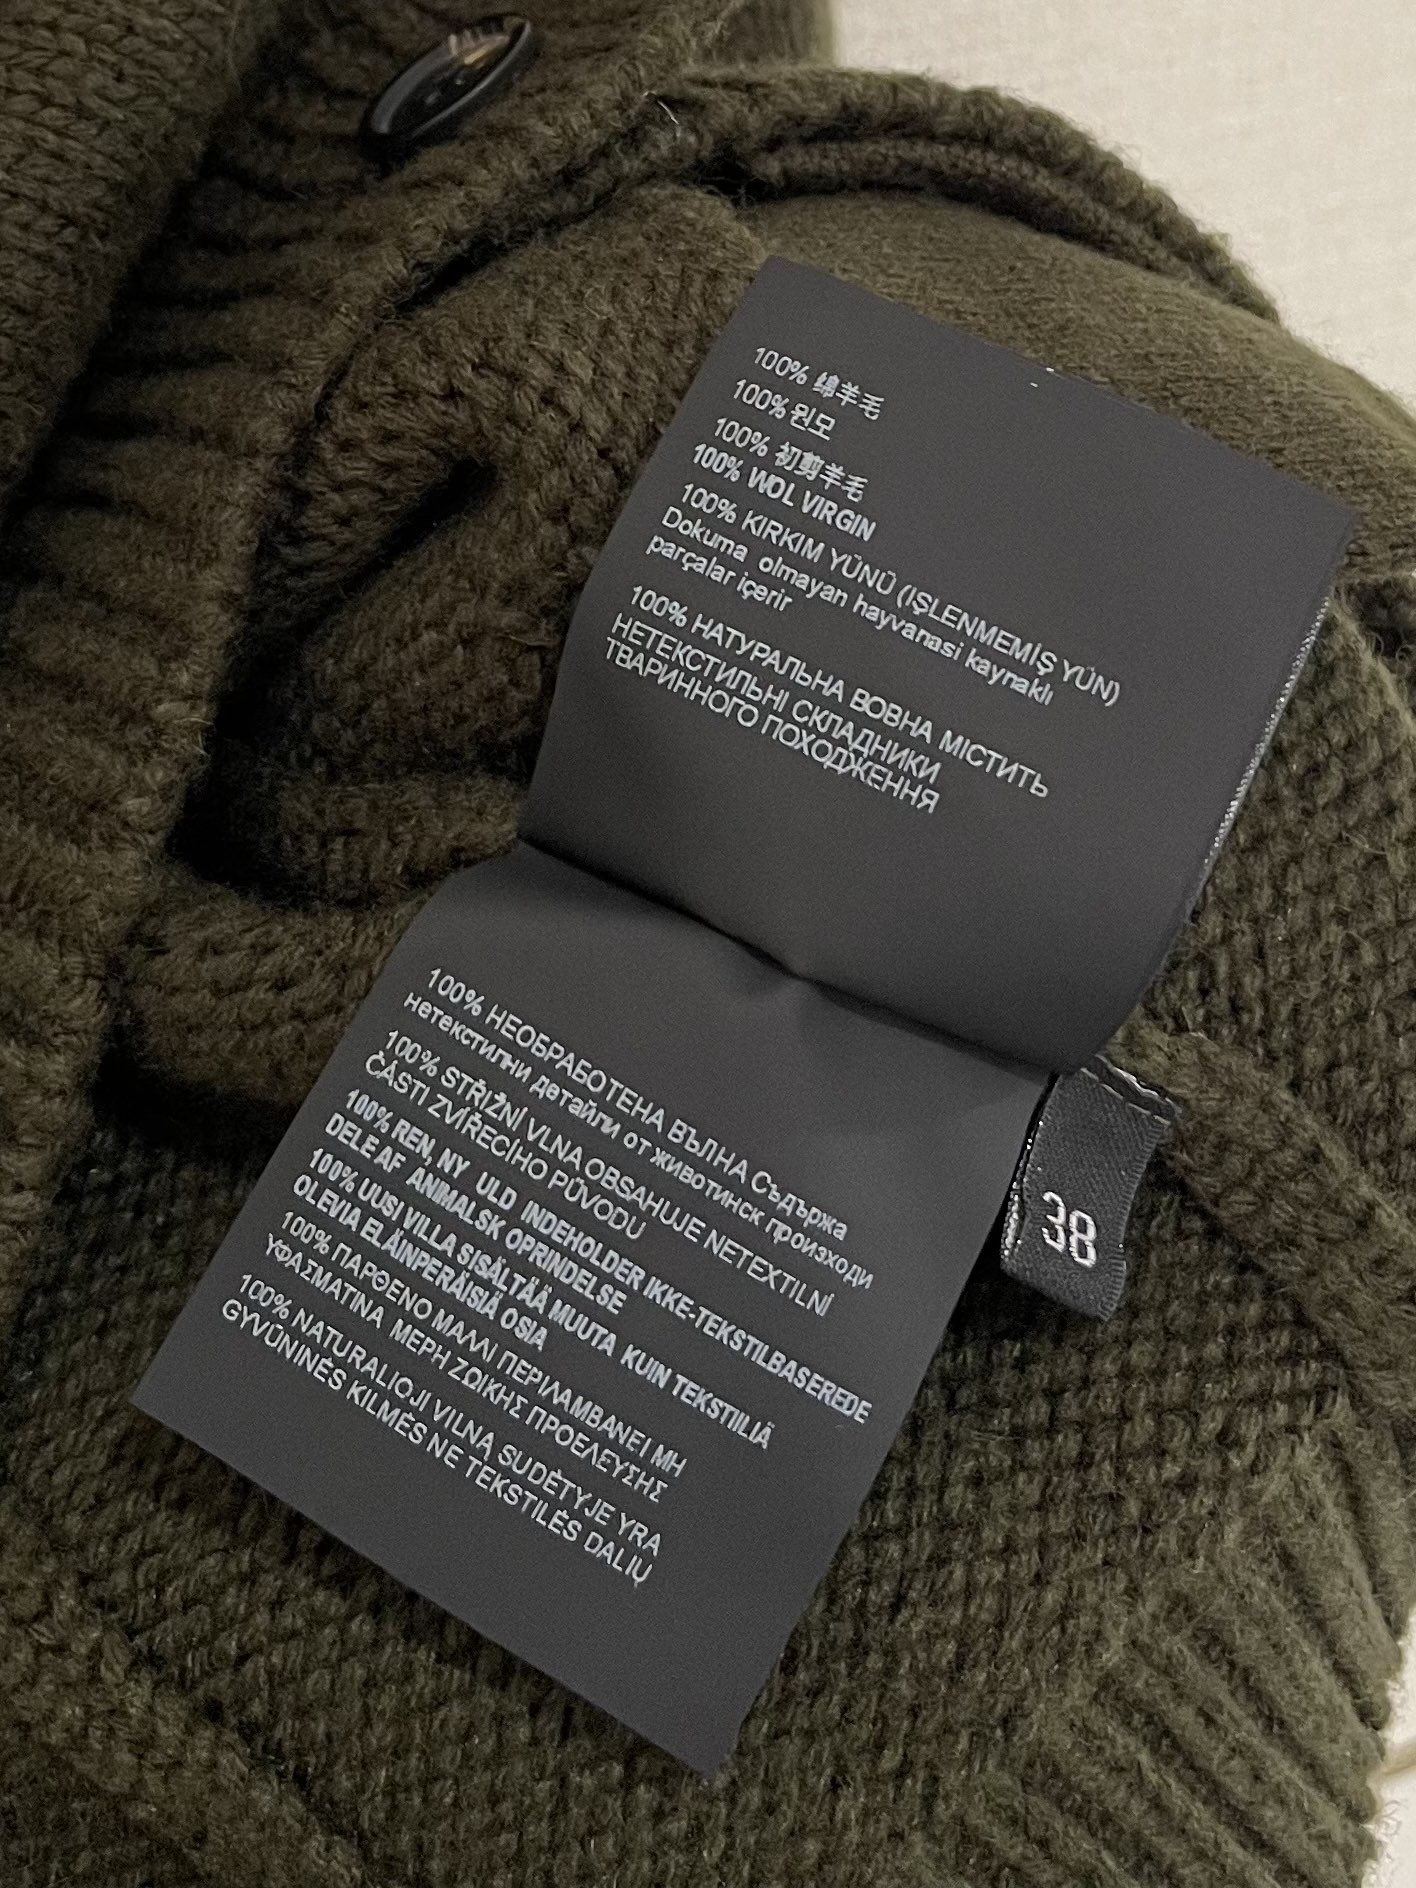 100% 绵羊毛
100% 원모
100% 初剪羊毛
100% WOL VIRGIN
100% KIRKIM YÜNÜ (IŞLENMEMİŞ YÜN)
Dokuma olmayan hayvanasi kaynaklı
parçalar içerir
100% НАТУРАЛЬНА ВОВНА МІСТИТЬ
НЕТЕКСТИЛЬНІ СКЛАДНИКИ
ТВАРИННОГО ПОХОДЖЕННЯ
100% НЕОБРАБОТЕНА ВЪЛНА Съдържа
нетекстилни детайли от животинск произходи
100% STŘIŽNÍ VLNA OBSAHUJE NETEXTILNÍ
ČÁSTI ZVÍŘECÍHO PŮVODU
100% REN, NY ULD INDEHOLDER IKKE-TEKSTILBASEREDE
DELE AF ANIMALSK OPRINDELSE
100% UUSI VILLA SISÄLTÄÄ MUUTA KUIN TEKSTIILIÄ
OLEVIA ELÄINPERÄISIÄ OSIA
100% ΠΑΡΘΕΝΟ ΜΑΛΛΙ ΠΕΡΙΛΑΜΒΑΝΕΙ ΜΗ
ΥΦΑΣΜΑΤΙΝΑ ΜΕΡΗ ΖΩΙΚΗΣ ΠΡΟΕΛΕΥΣΗΣ
100% NATURALIOJI VILNA SUDĖTYJE YRA
GYVŪNINĖS KILMĖS NE TEKSTILĖS DALIŲ
38